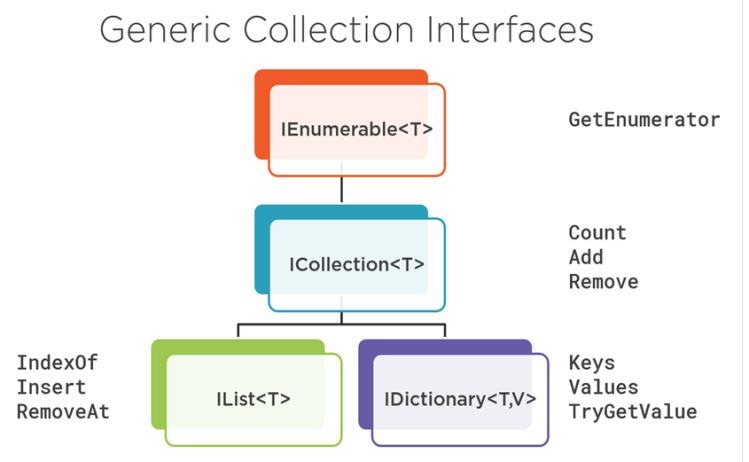 Generic Collection Interfaces
IEnumerable<T>
GetEnumerator
ICollection<T>
Count
Add
Remove
IndexOf
Insert
RemoveAt
IList<T>
IDictionary<T,V>
Keys
Values
TryGetValue